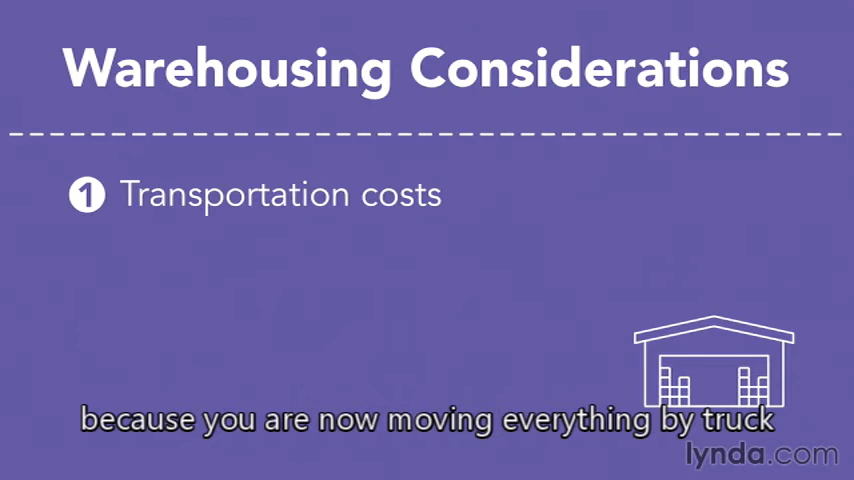 Warehousing Considerations
1 Transportation costs
because you are now moving everything by truck
lynda.com